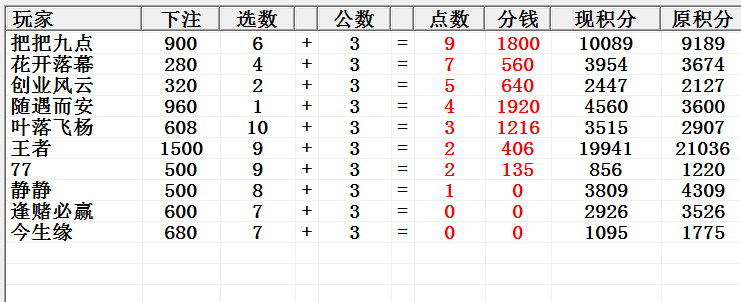 玩家 下注 选数 公数 点数 分钱 现积分 原积分
把把九点 900 6 + 3 = 9 1800 10089 9189
花开落幕 280 4 + 3 = 7 560 3954 3674
创业风云 320 2 + 3 = 5 640 2447 2127
随遇而安 960 1 + 3 = 4 1920 4560 3600
叶落飞杨 608 10 + 3 = 3 1216 3515 2907
王者 1500 9 + 3 = 2 406 19941 21036
77 500 9 + 3 = 2 135 856 1220
静静 500 8 + 3 = 1 0 3809 4309
逢赌必赢 600 7 + 3 = 0 0 2926 3526
今生缘 680 7 + 3 = 0 0 1095 1775